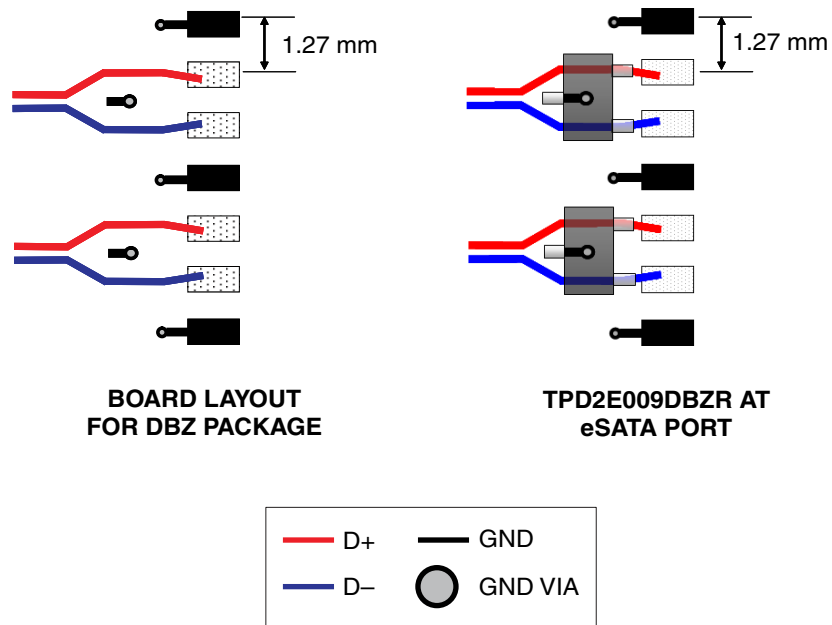 1.27 mm
1.27 mm
BOARD LAYOUT
FOR DBZ PACKAGE
TPD2E009DBZR AT
eSATA PORT
D+
GND
D–
GND VIA